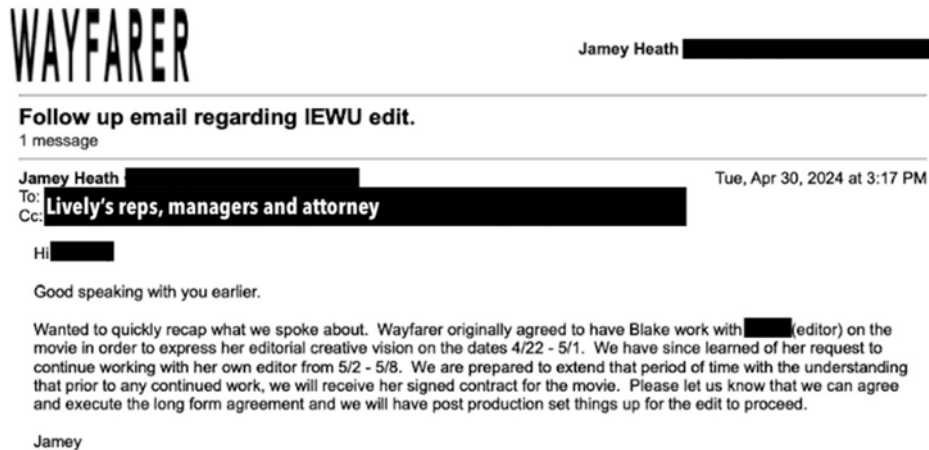 WAYFARER
Jamey Heath
Follow up email regarding IEWU edit.
1 message
Jamey Heath
Tue, Apr 30, 2024 at 3:17 PM
To: Lively's reps, managers and attorney
Cc:
Hi
Good speaking with you earlier.
Wanted to quickly recap what we spoke about.  Wayfarer originally agreed to have Blake work with (editor) on the
movie in order to express her editorial creative vision on the dates 4/22 - 5/1.  We have since learned of her request to
continue working with her own editor from 5/2 - 5/8.  We are prepared to extend that period of time with the understanding
that prior to any continued work, we will receive her signed contract for the movie.  Please let us know that we can agree
and execute the long form agreement and we will have post production set things up for the edit to proceed.
Jamey